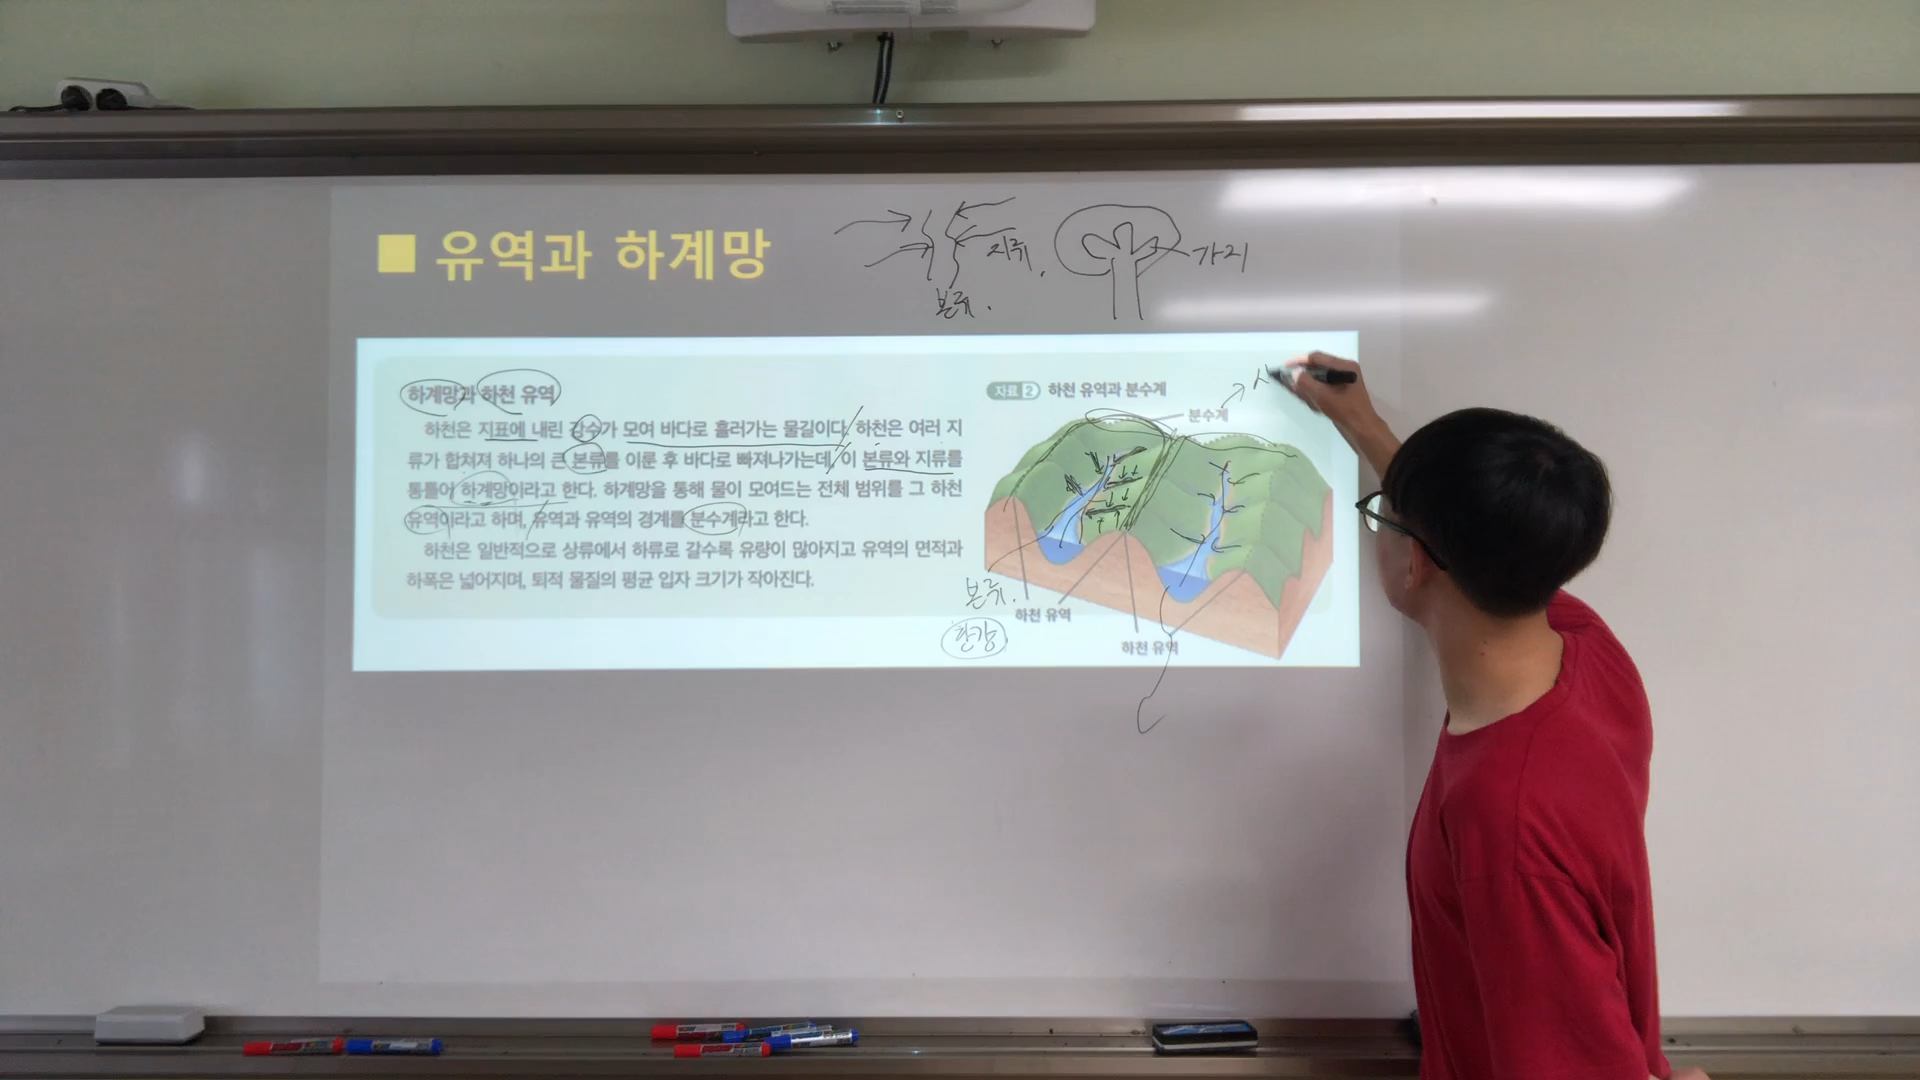 ■ 유역과 하계망
지류.
본류.
가지
하계망과 하천 유역
하천은 지표에 내린 강수가 모여 바다로 흘러가는 물길이다. 하천은 여러 지
류가 합쳐져 하나의 큰 본류를 이룬 후 바다로 빠져나가는데, 이 본류와 지류를
통틀어 하계망이라고 한다. 하계망을 통해 물이 모여드는 전체 범위를 그 하천
유역이라고 하며, 유역과 유역의 경계를 분수계라고 한다.
하천은 일반적으로 상류에서 하류로 갈수록 유량이 많아지고 유역의 면적과
하폭은 넓어지며, 퇴적 물질의 평균 입자 크기가 작아진다.
자료 2 하천 유역과 분수계
분수계
본류.
한강
하천 유역
하천 유역